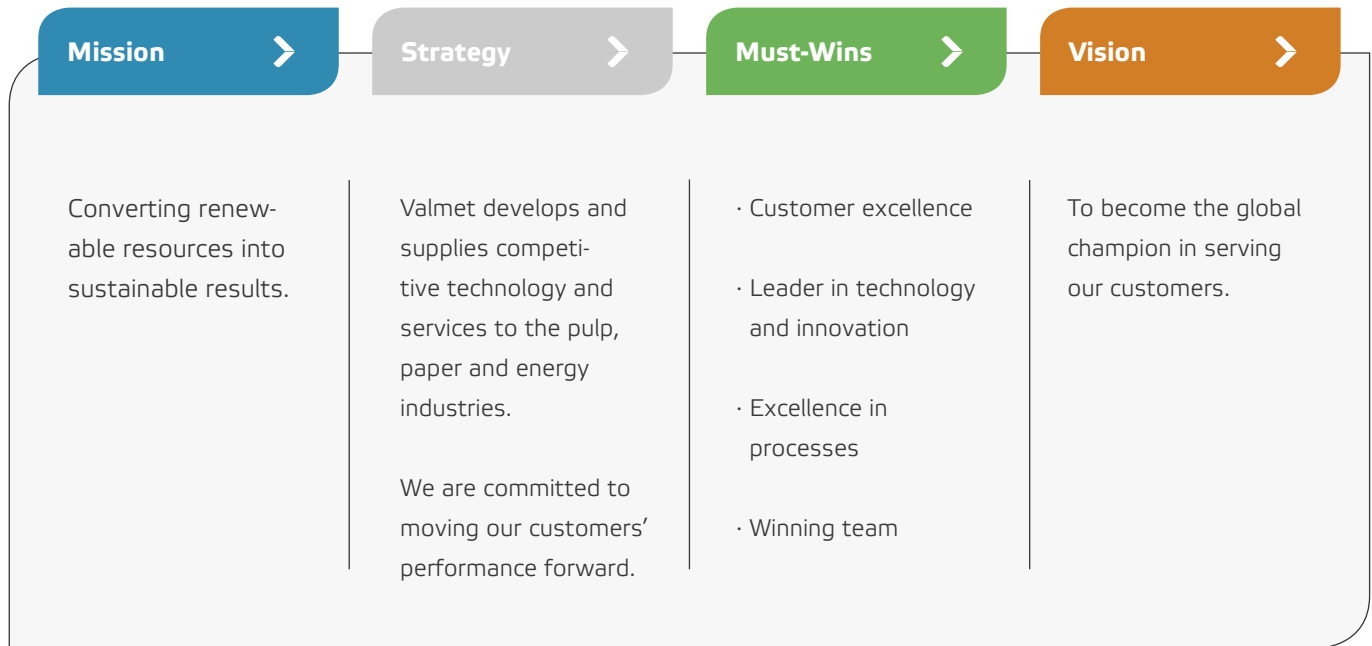 Mission
Converting renew-
able resources into
sustainable results.
Strategy
Valmet develops and
supplies competi-
tive technology and
services to the pulp,
paper and energy
industries.
We are committed to
moving our customers’
performance forward.
Must-Wins
· Customer excellence
· Leader in technology
and innovation
· Excellence in
processes
· Winning team
Vision
To become the global
champion in serving
our customers.